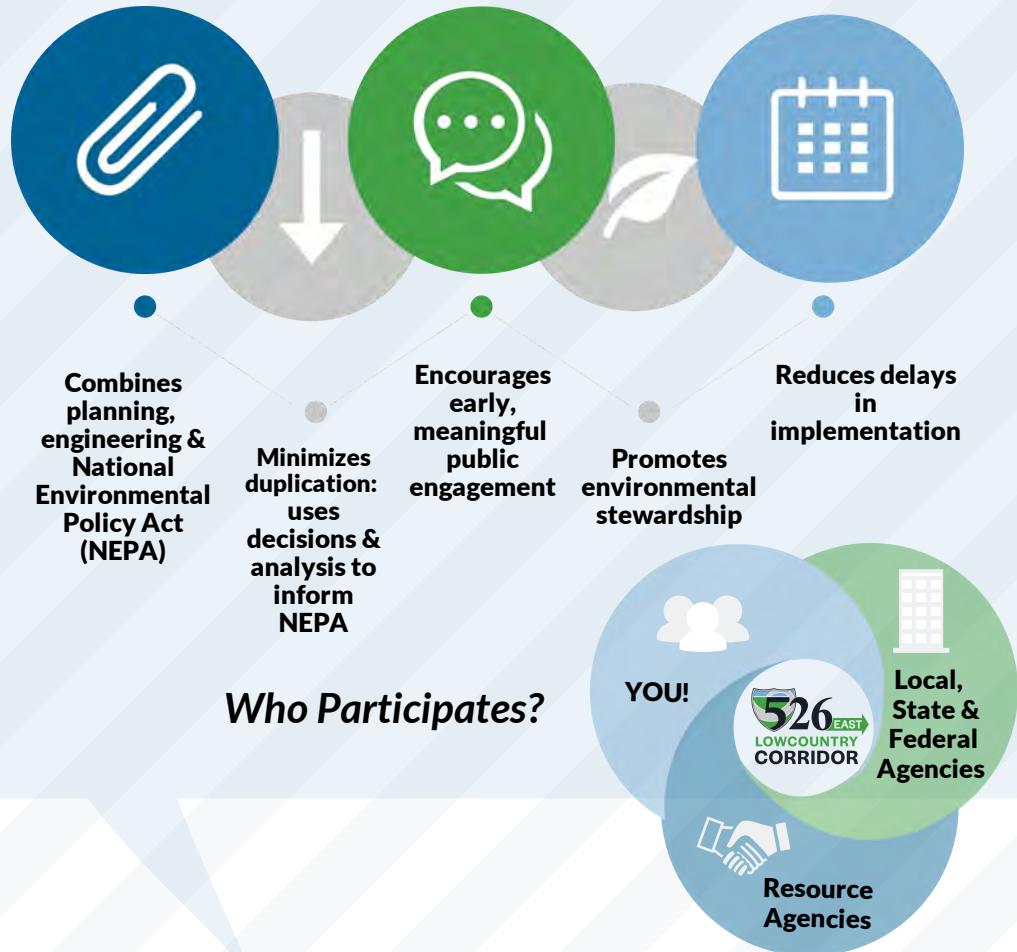 Combines
planning,
engineering &
National
Environmental
Policy Act
(NEPA)
Minimizes
duplication:
uses
decisions &
analysis to
inform
NEPA
Encourages
early,
meaningful
public
engagement
Promotes
environmental
stewardship
Reduces delays
in
implementation
Who Participates?
YOU!
526 EAST
LOWCOUNTRY
CORRIDOR
Local,
State &
Federal
Agencies
Resource
Agencies